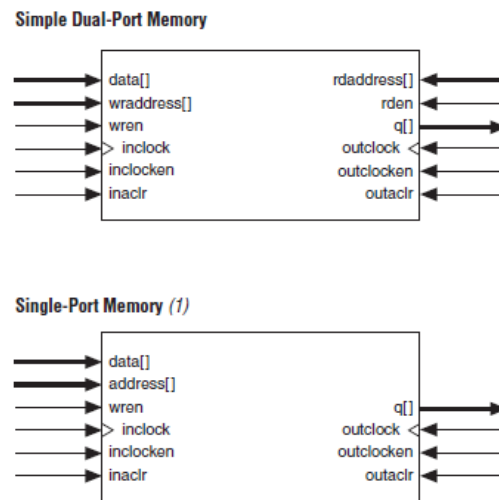 Simple Dual-Port Memory
data[] rdaddress[]
wraddress[] rden
wren q[]
inclock outclock
inclocken outclocken
inaclr outaclr
Single-Port Memory (1)
data[]
address[]
wren q[]
inclock outclock
inclocken outclocken
inaclr outaclr